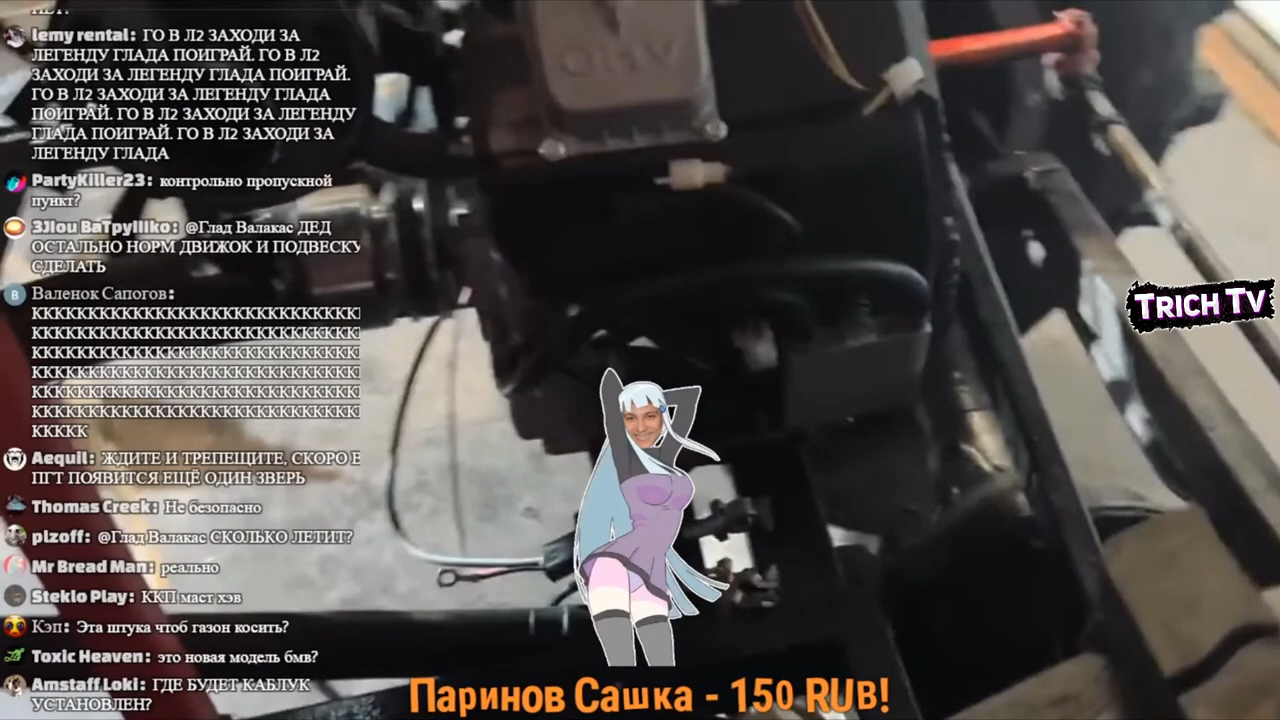 lemy rental: ГО В Л2 ЗАХОДИ ЗА
ЛЕГЕНДУ ГЛАДА ПОИГРАЙ. ГО В Л2
ЗАХОДИ ЗА ЛЕГЕНДУ ГЛАДА ПОИГРАЙ.
ГО В Л2 ЗАХОДИ ЗА ЛЕГЕНДУ ГЛАДА
ПОИГРАЙ. ГО В Л2 ЗАХОДИ ЗА ЛЕГЕНДУ
ГЛАДА ПОИГРАЙ. ГО В Л2 ЗАХОДИ ЗА
ЛЕГЕНДУ ГЛАДА
PartyKiller23: контрольно пропускной
пункт?
3JIou BaTpyIIIko: @Глад Валакас ДЕД
ОСТАЛЬНО НОРМ ДВИЖОК И ПОДВЕСКУ
СДЕЛАТЬ
В Валенок Сапогов:
КККККККККККККККККККККККККККККК
КККККККККККККККККККККККККККККК
КККККККККККККККККККККККККККККК
КККККККККККККККККККККККККККККК
КККККККККККККККККККККККККККККК
КККККККККККККККККККККККККККККК
ККККК
Aequil: ЖДИТЕ И ТРЕПЕЩИТЕ, СКОРО В
ПГТ ПОЯВИТСЯ ЕЩЁ ОДИН ЗВЕРЬ
Thomas Creek: Не безопасно
plzoff: @Глад Валакас СКОЛЬКО ЛЕТИТ?
Mr Bread Man: реально
Steklo Play: ККП маст хэв
Кэп: Эта штука чтоб газон косить?
Toxic Heaven: это новая модель бмв?
Amstaff Loki: ГДЕ БУДЕТ КАБЛУК
УСТАНОВЛЕН?
OHV
TRICH TV
Паринов Сашка - 150 RUB!